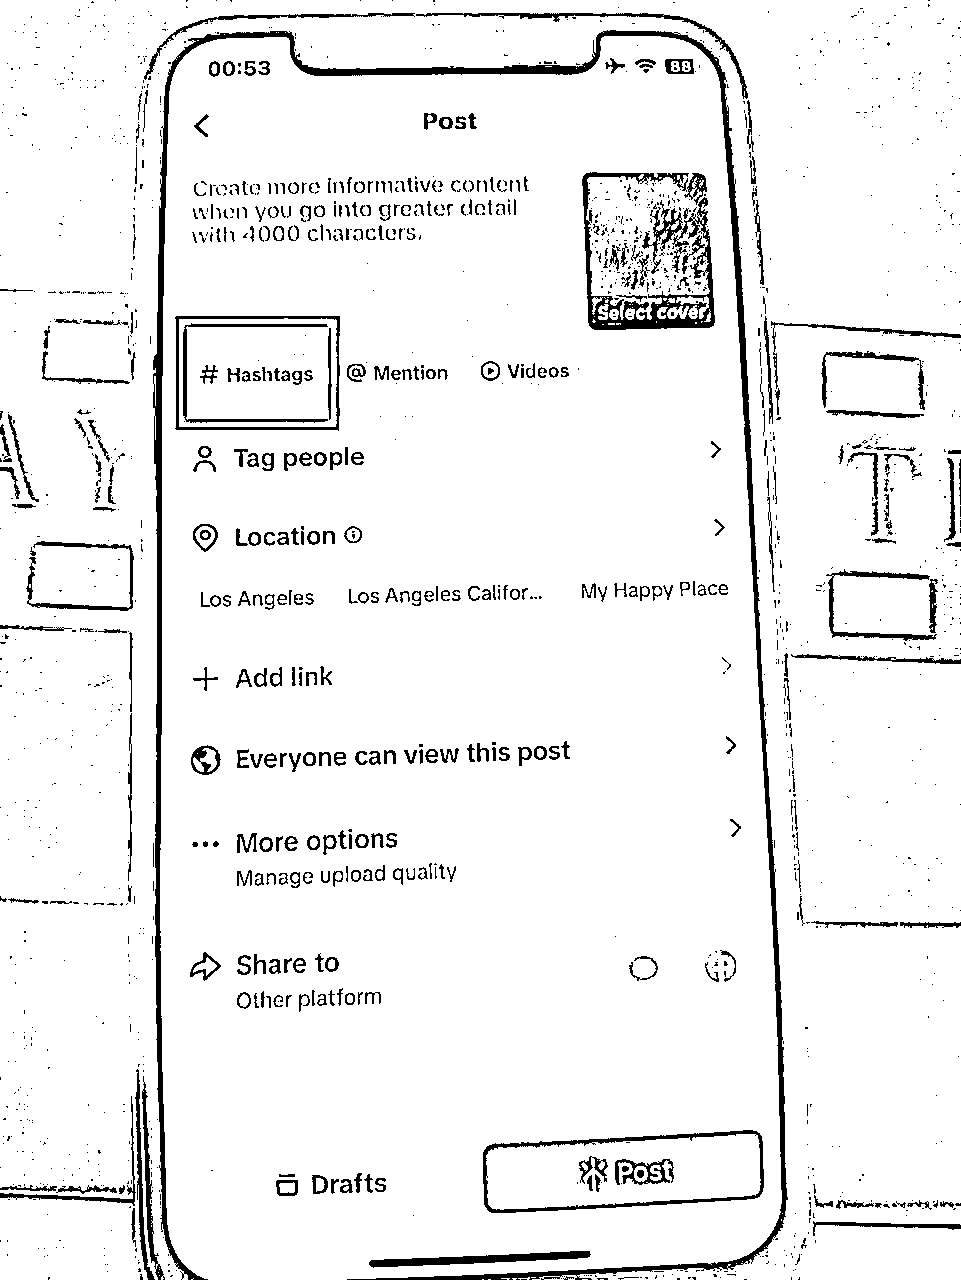 00:53
88
Post
Create more informative content
when you go into greater detail
with 4000 characters.
Select cover
# Hashtags
@ Mention
Videos
Tag people
Location
Los Angeles
Los Angeles Califor...
My Happy Place
+ Add link
Everyone can view this post
... More options
Manage upload quality
Share to
Other platform
Drafts
Post
A Y
T